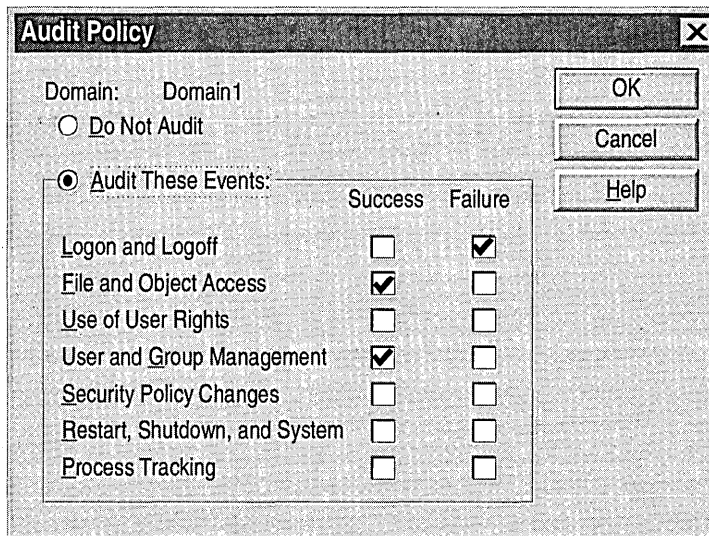 Audit Policy
Domain: Domain1
Do Not Audit
Audit These Events:
Success Failure
Logon and Logoff
File and Object Access
Use of User Rights
User and Group Management
Security Policy Changes
Restart, Shutdown, and System
Process Tracking
OK
Cancel
Help